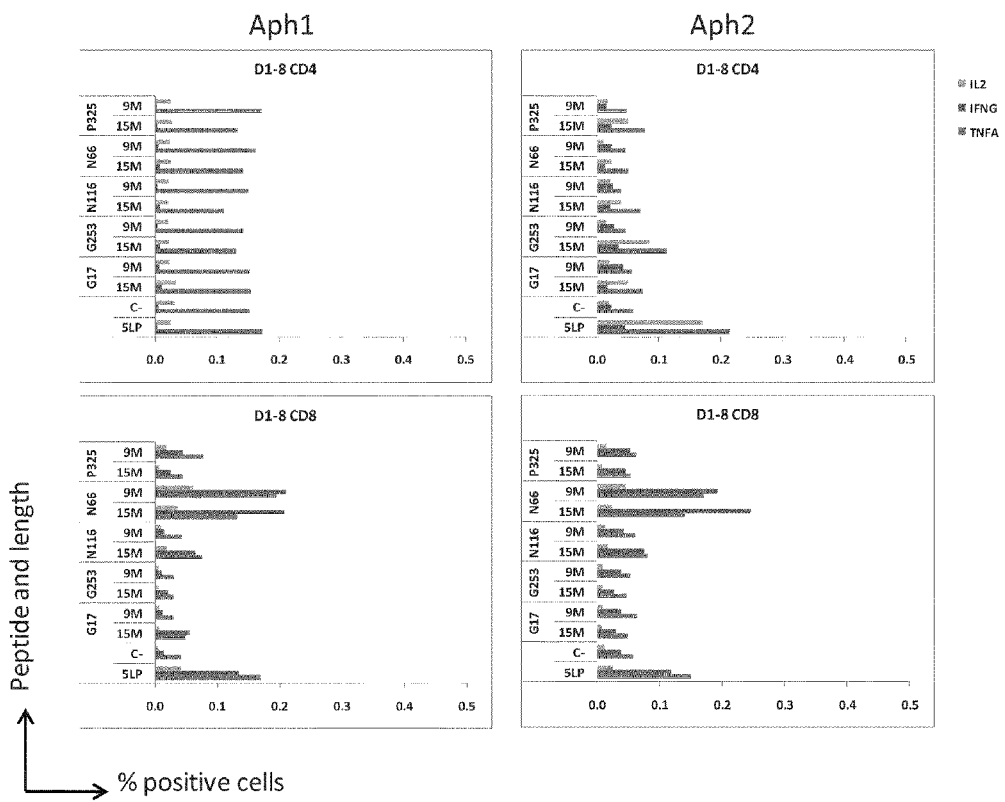 Aph1
Aph2
D1-8 CD4
P325
9M
15M
N66
9M
15M
N116
9M
15M
G253
9M
15M
G17
9M
15M
C-
5LP
0.0 0.1 0.2 0.3 0.4 0.5
D1-8 CD4
P325
9M
15M
N66
9M
15M
N116
9M
15M
G253
9M
15M
G17
9M
15M
C-
5LP
0.0 0.1 0.2 0.3 0.4 0.5
IL2
IFNG
TNFA
D1-8 CD8
P325
9M
15M
N66
9M
15M
N116
9M
15M
G253
9M
15M
G17
9M
15M
C-
5LP
0.0 0.1 0.2 0.3 0.4 0.5
D1-8 CD8
P325
9M
15M
N66
9M
15M
N116
9M
15M
G253
9M
15M
G17
9M
15M
C-
5LP
0.0 0.1 0.2 0.3 0.4 0.5
Peptide and length
% positive cells